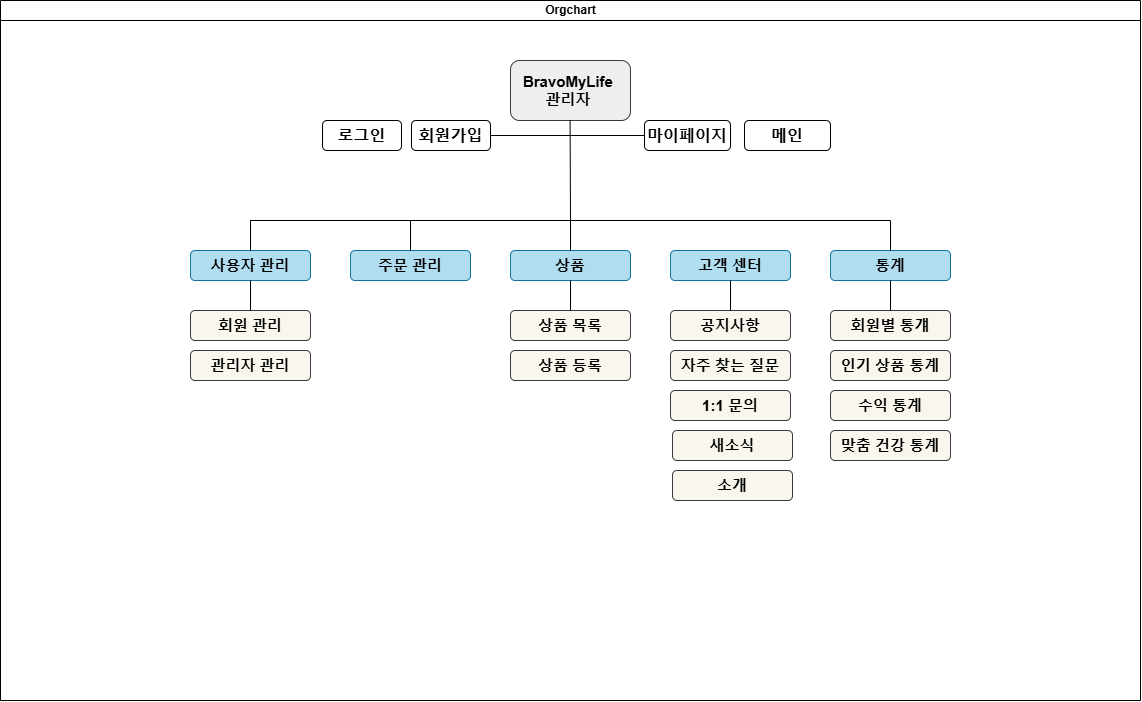 Orgchart
BravoMyLife
관리자
로그인
회원가입
마이페이지
메인
사용자 관리
주문 관리
상품
고객 센터
통계
회원 관리
관리자 관리
상품 목록
상품 등록
공지사항
자주 찾는 질문
1:1 문의
새소식
소개
회원별 통걔
인기 상품 통계
수익 통계
맞춤 건강 통계